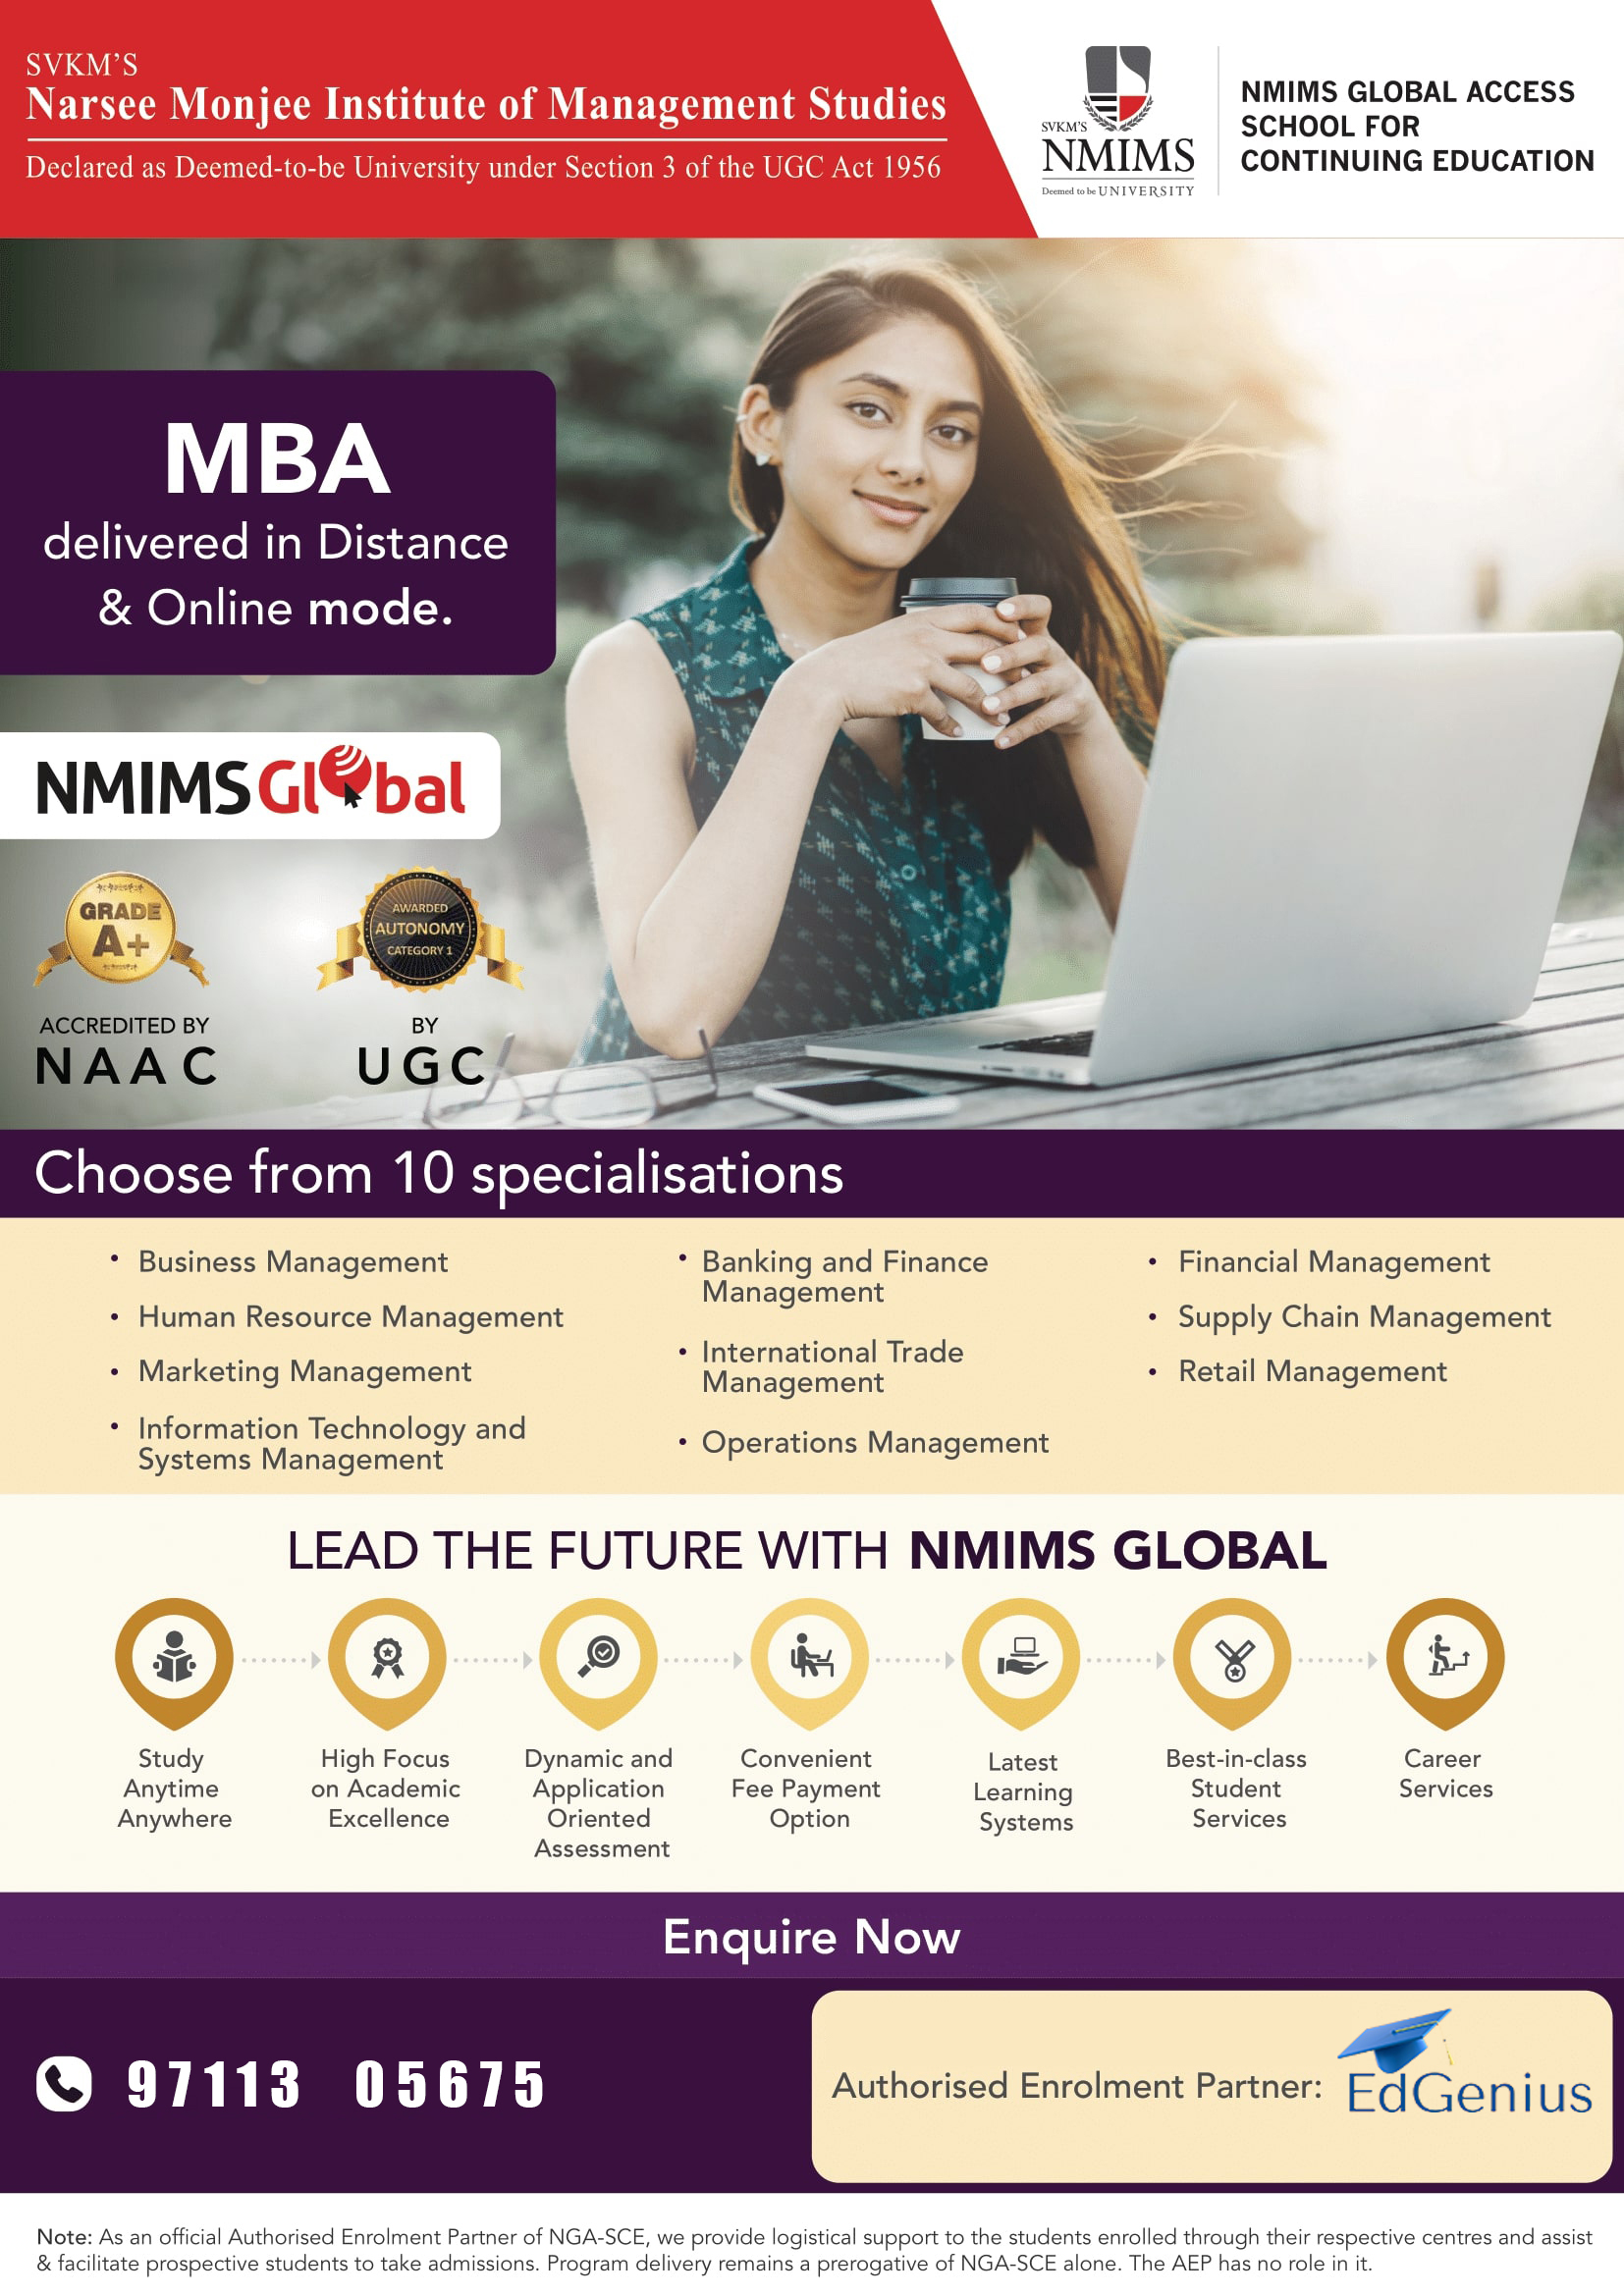 SVKM'S
Narsee Monjee Institute of Management Studies
Declared as Deemed-to-be University under Section 3 of the UGC Act 1956
SVKM'S
NMIMS
Deemed to be UNIVERSITY
NMIMS GLOBAL ACCESS
SCHOOL FOR
CONTINUING EDUCATION
MBA
delivered in Distance
& Online mode.
NMIMS Global
GRADE
A+
ACCREDITED BY
NAAC
AWARDED
AUTONOMY
CATEGORY 1
BY
UGC
Choose from 10 specialisations
• Business Management
• Human Resource Management
• Marketing Management
• Information Technology and
Systems Management
• Banking and Finance
Management
• International Trade
Management
• Operations Management
• Financial Management
• Supply Chain Management
• Retail Management
LEAD THE FUTURE WITH NMIMS GLOBAL
Study
Anytime
Anywhere
High Focus
on Academic
Excellence
Dynamic and
Application
Oriented
Assessment
Convenient
Fee Payment
Option
Latest
Learning
Systems
Best-in-class
Student
Services
Career
Services
Enquire Now
97113 05675
Authorised Enrolment Partner: EdGenius
Note: As an official Authorised Enrolment Partner of NGA-SCE, we provide logistical support to the students enrolled through their respective centres and assist
& facilitate prospective students to take admissions. Program delivery remains a prerogative of NGA-SCE alone. The AEP has no role in it.